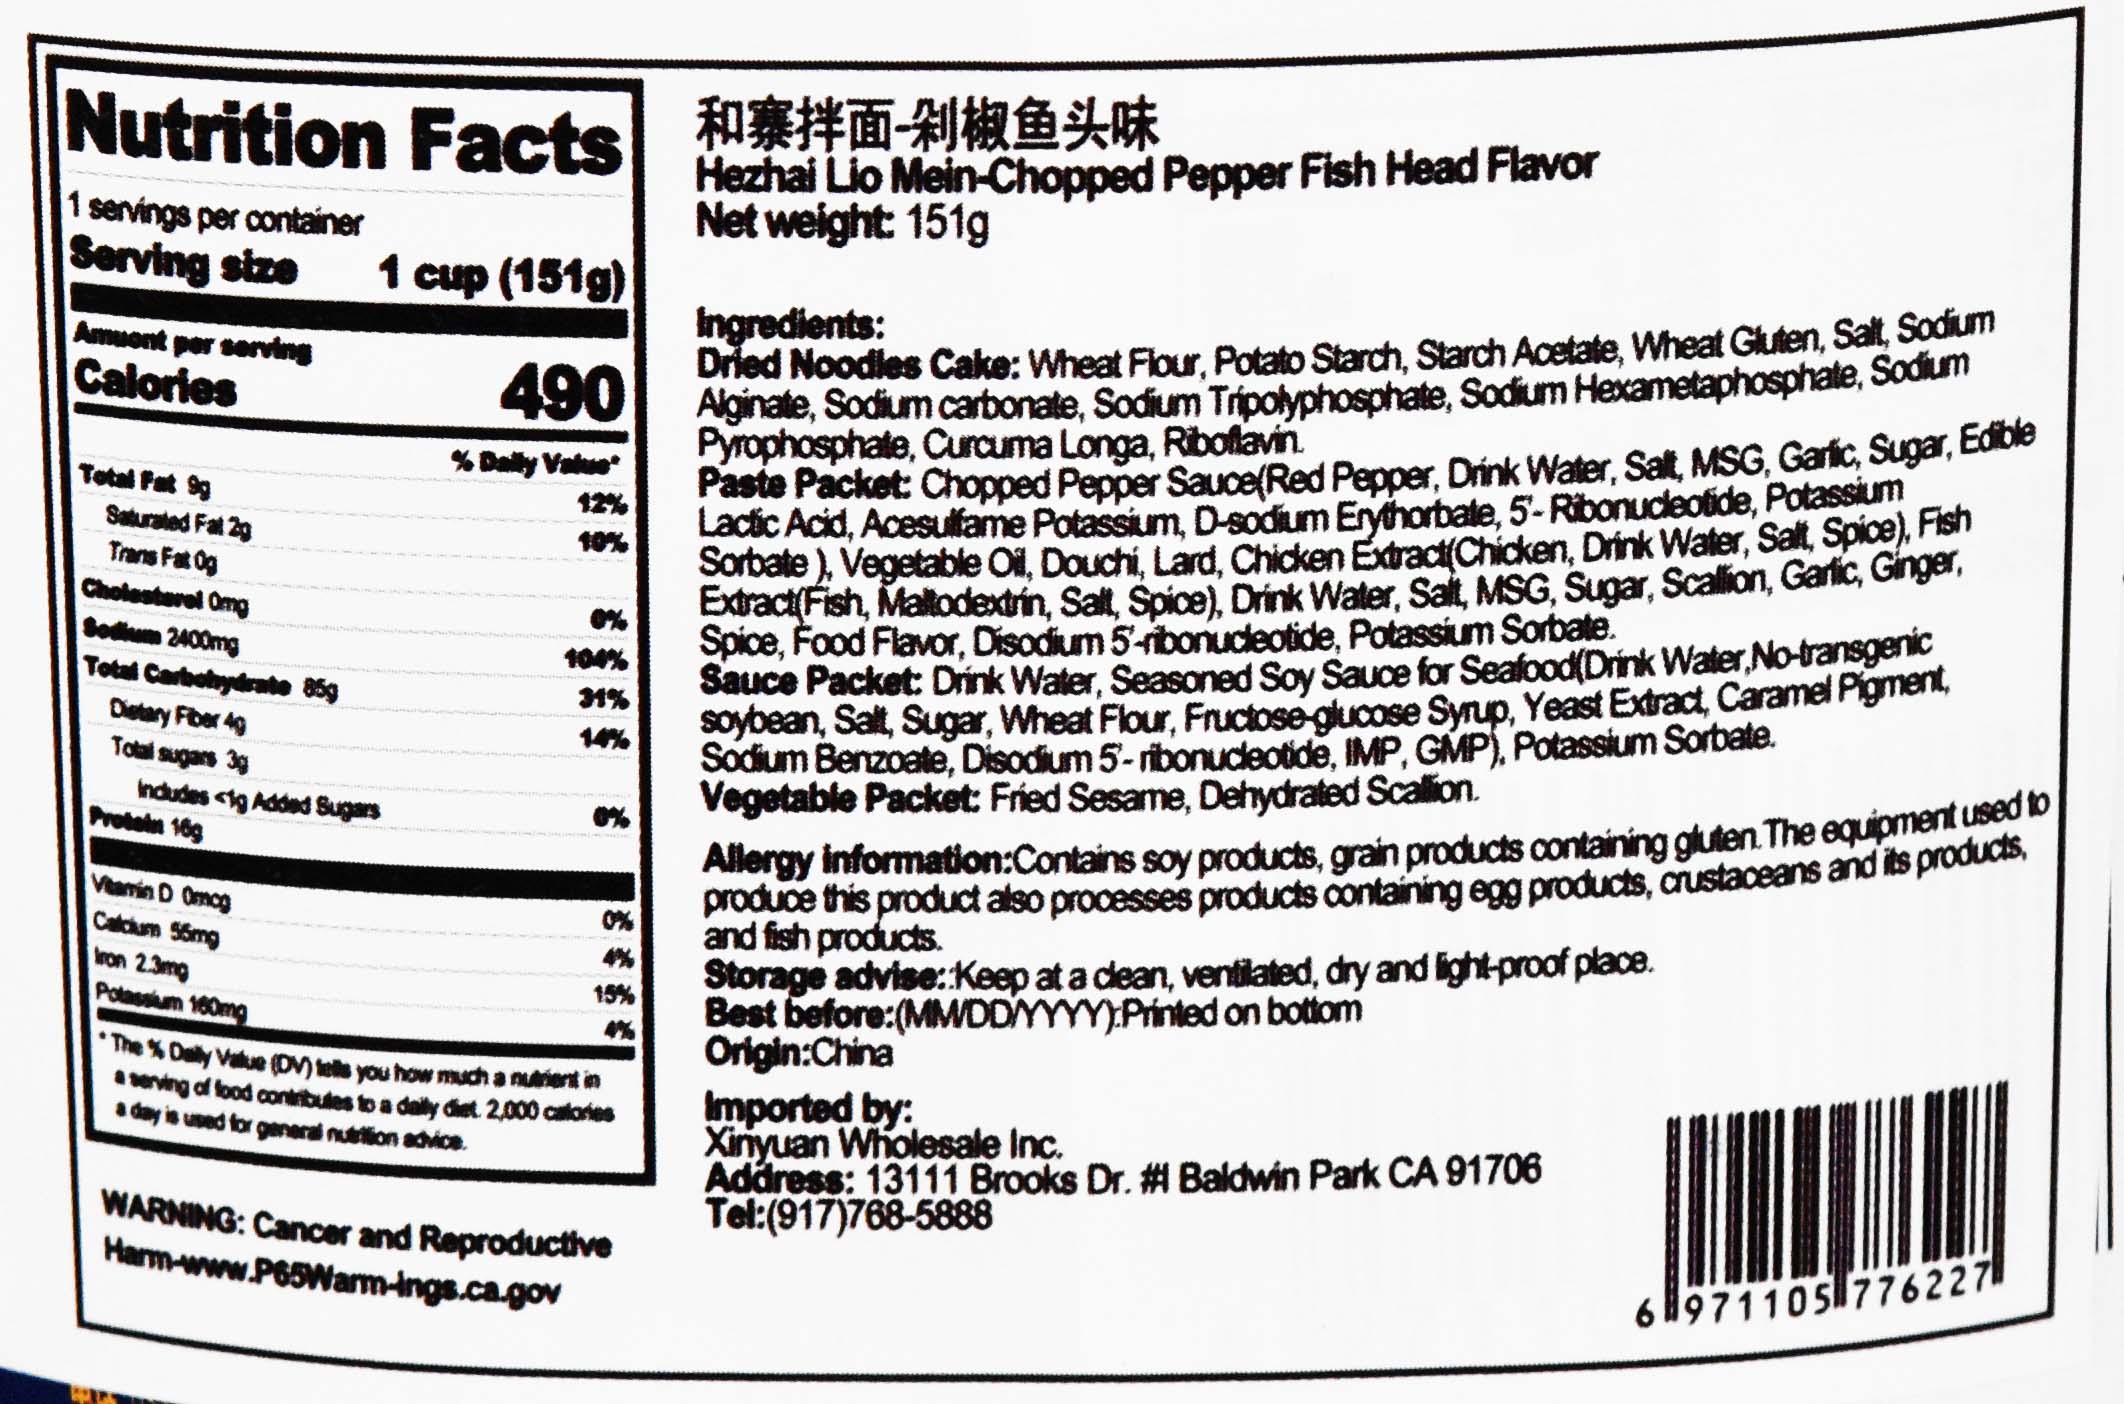 Nutrition Facts
1 servings per container
Serving size 1 cup (151g)
Amuont per serving
Calories 490
% Daily Value*
Total Fat 9g 12%
Saturated Fat 2g 10%
Trans Fat 0g
Cholesterol 0mg 0%
Sodium 2400mg 104%
Total Carbohydrate 85g 31%
Dietary Fiber 4g 14%
Total sugars 3g
Includes <1g Added Sugars 0%
Protein 16g
Vitamin D 0mcg 0%
Calcium 55mg 4%
Iron 2.3mg 15%
Potassium 160mg 4%
* The % Daily Value (DV) tells you how much a nutrient in
a serving of food contributes to a daily diet. 2,000 calories
a day is used for general nutrition advice.
WARNING: Cancer and Reproductive
Harm-www.P65Warm-ings.ca.gov
和寨拌面-剁椒鱼头味
Hezhai Lio Mein-Chopped Pepper Fish Head Flavor
Net weight: 151g
Ingredients:
Dried Noodles Cake: Wheat Flour, Potato Starch, Starch Acetate, Wheat Gluten, Salt, Sodium
Alginate, Sodium carbonate, Sodium Tripolyphosphate, Sodium Hexametaphosphate, Sodium
Pyrophosphate, Curcuma Longa, Riboflavin.
Paste Packet: Chopped Pepper Sauce(Red Pepper, Drink Water, Salt, MSG, Garlic, Sugar, Edible
Lactic Acid, Acesulfame Potassium, D-sodium Erythorbate, 5'- Ribonucleotide, Potassium
Sorbate ), Vegetable Oil, Douchi, Lard, Chicken Extract(Chicken, Drink Water, Salt, Spice), Fish
Extract(Fish, Maltodextrin, Salt, Spice), Drink Water, Salt, MSG, Sugar, Scallion, Garlic, Ginger,
Spice, Food Flavor, Disodium 5'-ribonucleotide, Potassium Sorbate.
Sauce Packet: Drink Water, Seasoned Soy Sauce for Seafood(Drink Water,No-transgenic
soybean, Salt, Sugar, Wheat Flour, Fructose-glucose Syrup, Yeast Extract, Caramel Pigment,
Sodium Benzoate, Disodium 5'- ribonucleotide, IMP, GMP), Potassium Sorbate.
Vegetable Packet: Fried Sesame, Dehydrated Scallion.
Allergy information:Contains soy products, grain products containing gluten.The equipment used to
produce this product also processes products containing egg products, crustaceans and its products,
and fish products.
Storage advise::Keep at a clean, ventilated, dry and light-proof place.
Best before:(MM/DD/YYYY):Printed on bottom
Origin:China
Imported by:
Xinyuan Wholesale Inc.
Address: 13111 Brooks Dr. #I Baldwin Park CA 91706
Tel:(917)768-5888
6 971105 776227